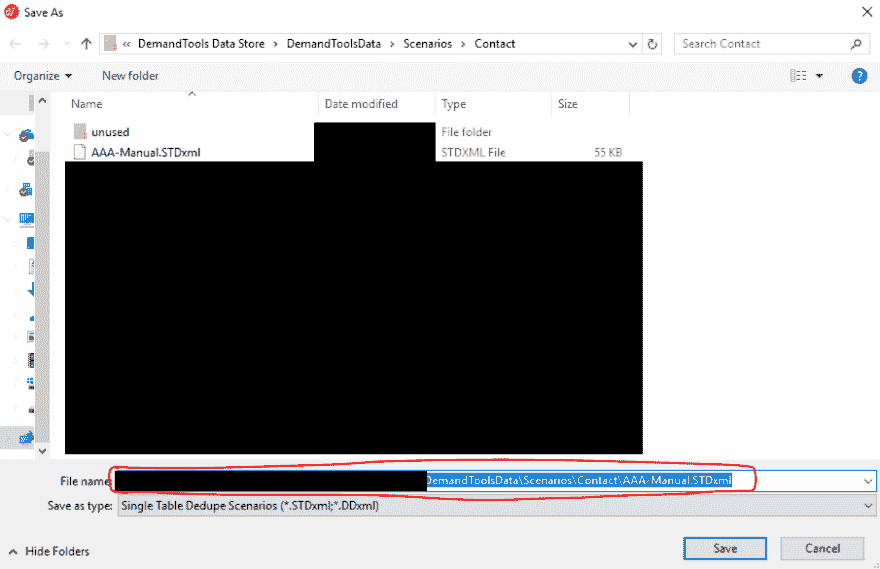 Save As
« DemandTools Data Store › DemandToolsData › Scenarios › Contact Search Contact
Organize New folder ?
Name Date modified Type Size
unused File folder
AAA-Manual.STDxml STDXML File 55 KB
File name: DemandToolsData\Scenarios\Contact\AAA-Manual.STDxml
Save as type: Single Table Dedupe Scenarios (*.STDxml;*.DDxml)
Hide Folders Save Cancel